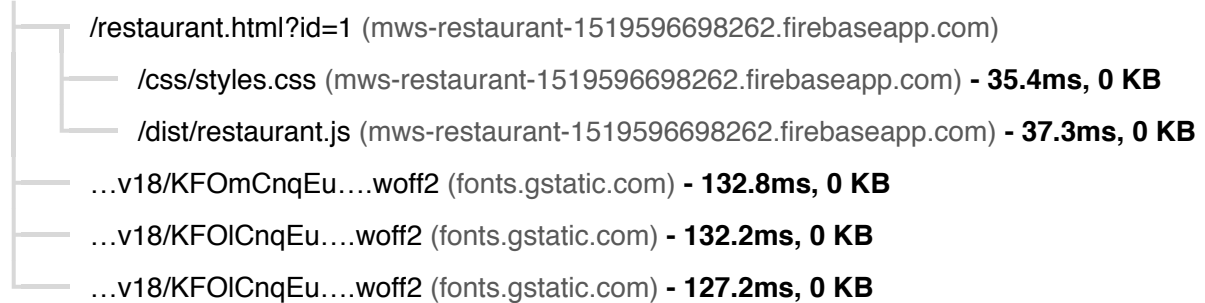 /restaurant.html?id=1 (mws-restaurant-1519596698262.firebaseapp.com)
/css/styles.css (mws-restaurant-1519596698262.firebaseapp.com) - 35.4ms, 0 KB
/dist/restaurant.js (mws-restaurant-1519596698262.firebaseapp.com) - 37.3ms, 0 KB
…v18/KFOmCnqEu….woff2 (fonts.gstatic.com) - 132.8ms, 0 KB
…v18/KFOlCnqEu….woff2 (fonts.gstatic.com) - 132.2ms, 0 KB
…v18/KFOlCnqEu….woff2 (fonts.gstatic.com) - 127.2ms, 0 KB